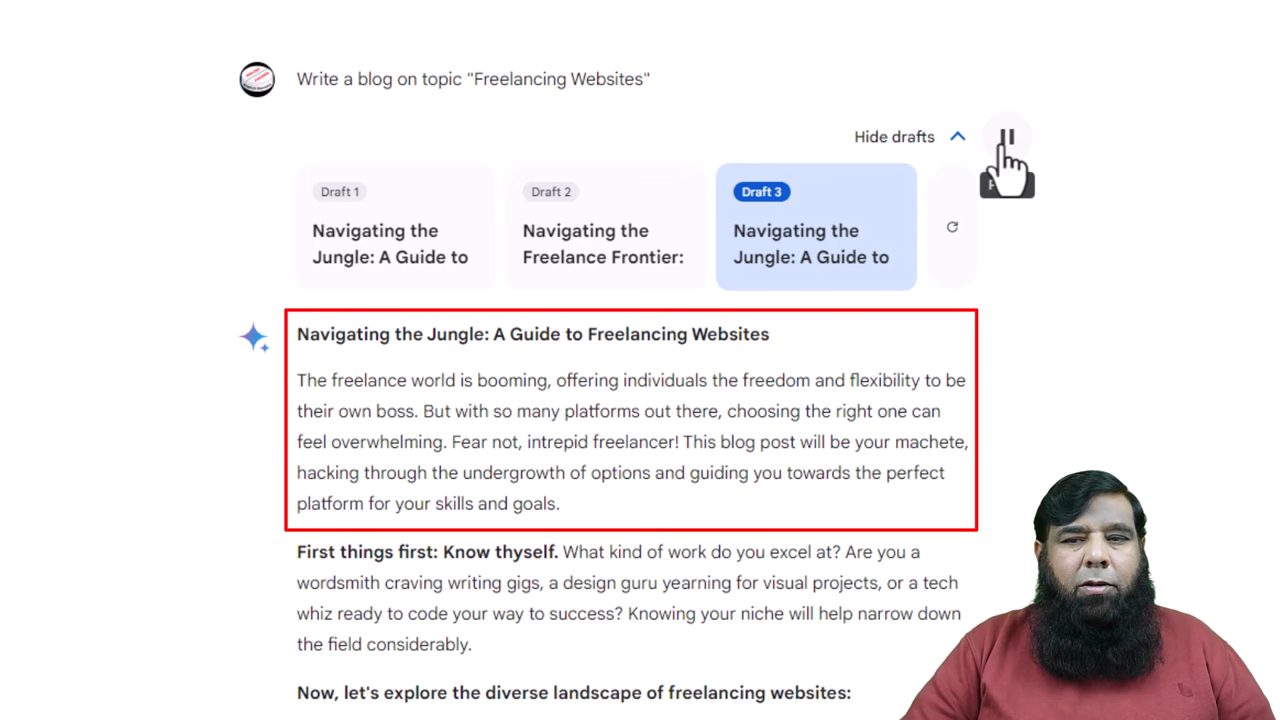 Write a blog on topic "Freelancing Websites"
Hide drafts
Draft 1
Navigating the
Jungle: A Guide to
Draft 2
Navigating the
Freelance Frontier:
Draft 3
Navigating the
Jungle: A Guide to
Navigating the Jungle: A Guide to Freelancing Websites
The freelance world is booming, offering individuals the freedom and flexibility to be
their own boss. But with so many platforms out there, choosing the right one can
feel overwhelming. Fear not, intrepid freelancer! This blog post will be your machete,
hacking through the undergrowth of options and guiding you towards the perfect
platform for your skills and goals.
First things first: Know thyself. What kind of work do you excel at? Are you a
wordsmith craving writing gigs, a design guru yearning for visual projects, or a tech
whiz ready to code your way to success? Knowing your niche will help narrow down
the field considerably.
Now, let's explore the diverse landscape of freelancing websites: